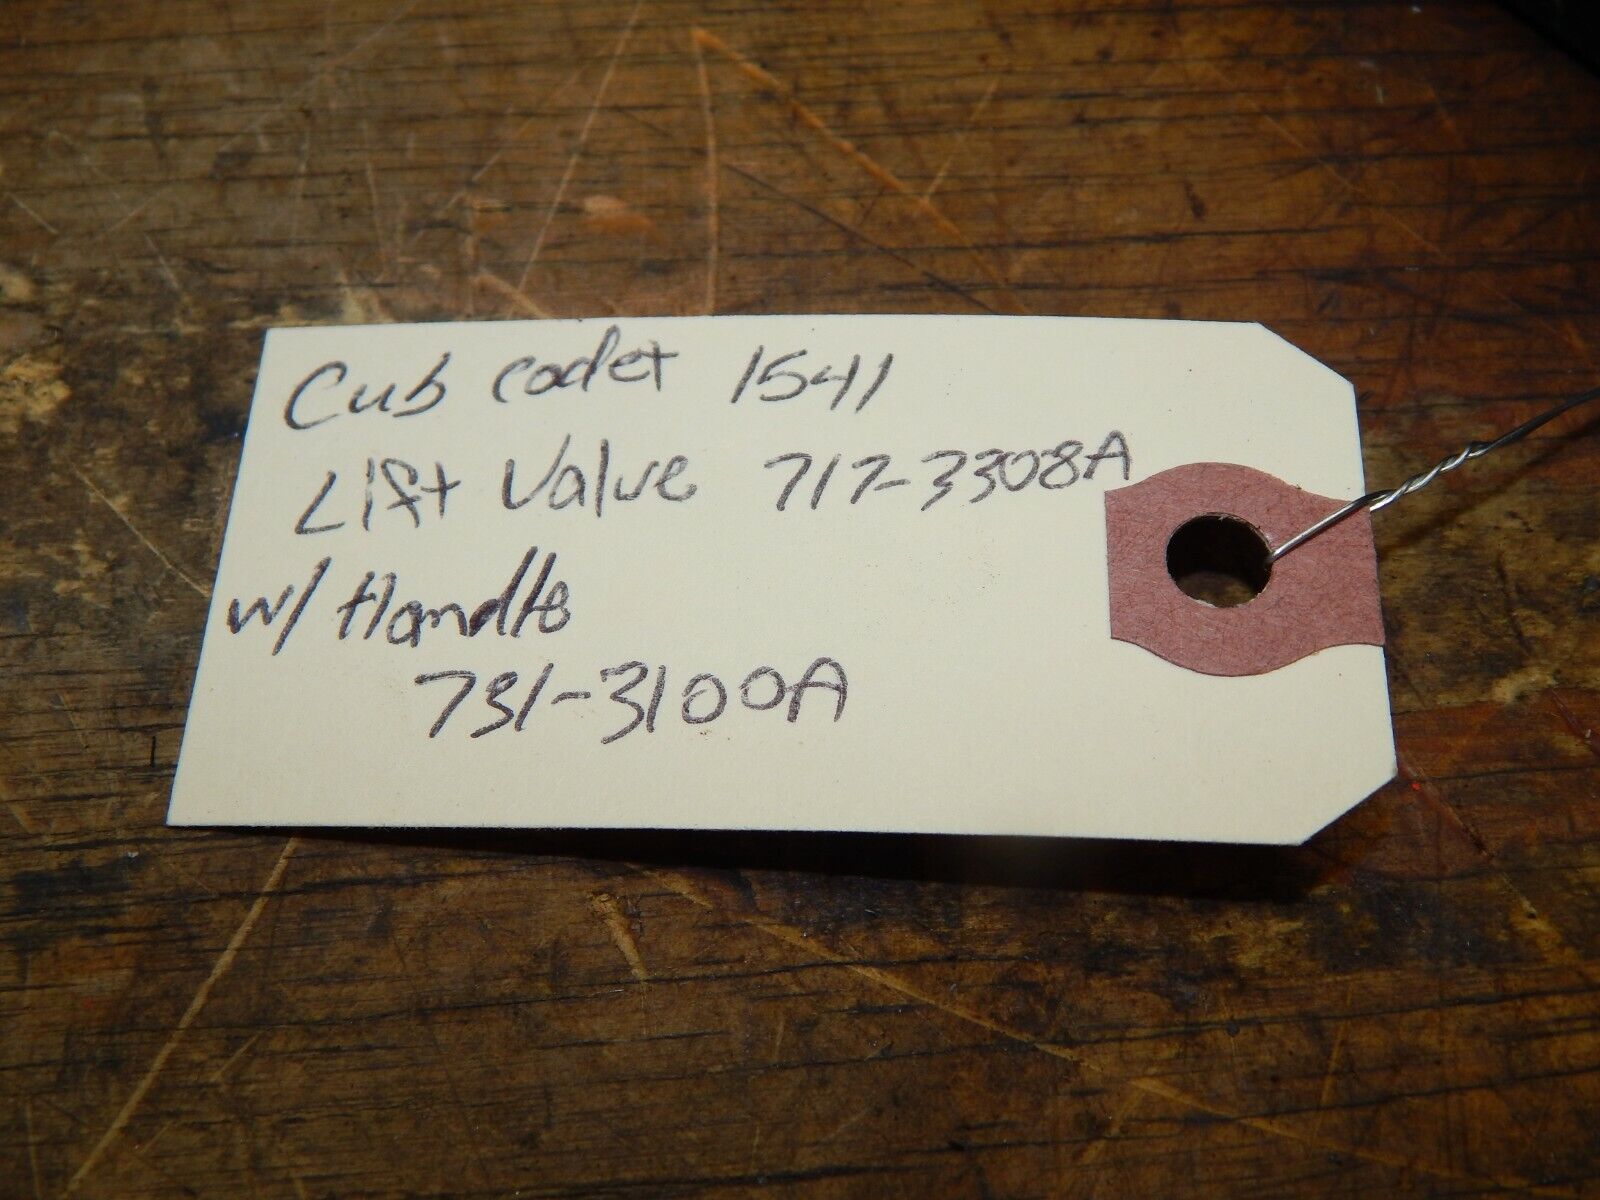 Cub Cadet 1541
Lift Valve 717-3308A
w/ Handle
731-3100A